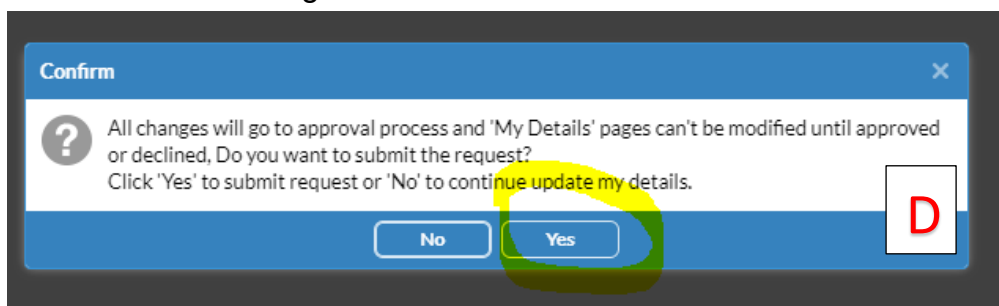 Confirm
All changes will go to approval process and 'My Details' pages can't be modified until approved
or declined, Do you want to submit the request?
Click 'Yes' to submit request or 'No' to continue update my details.
D
No Yes